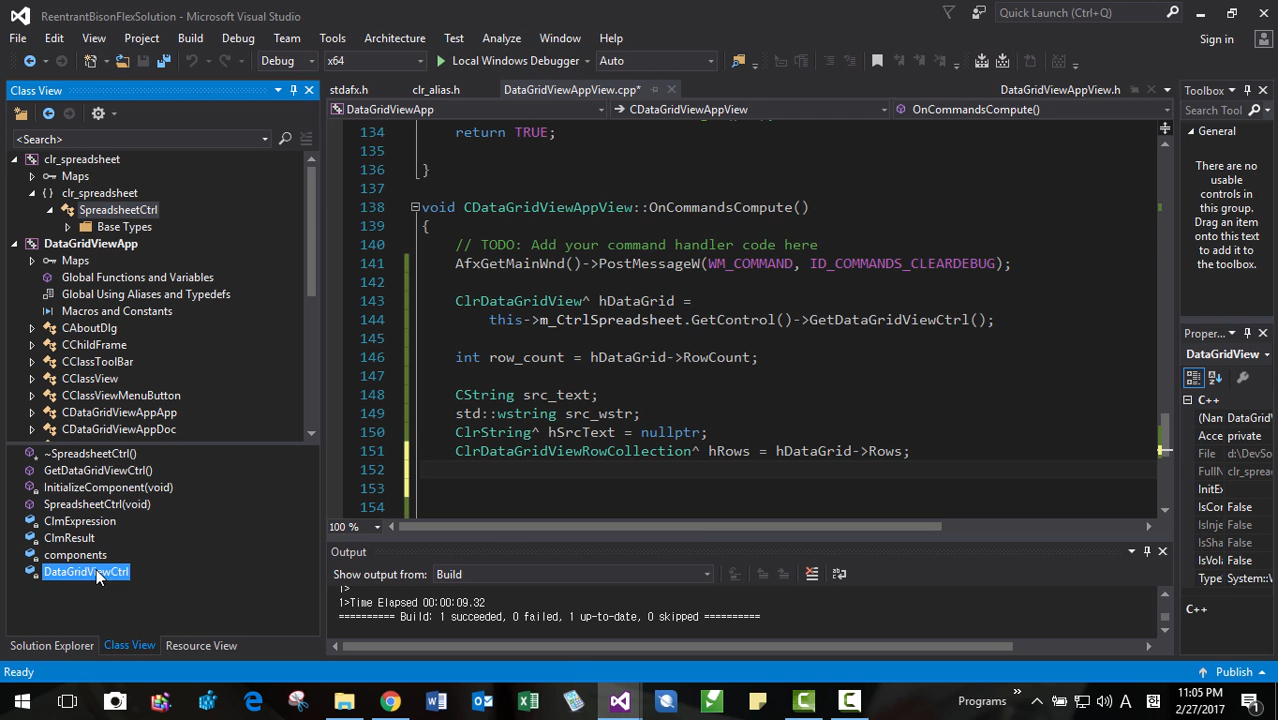 ReentrantBisonFlexSolution - Microsoft Visual Studio
Quick Launch (Ctrl+Q)
File Edit View Project Build Debug Team Tools Architecture Test Analyze Window Help
Sign in
Debug x64 Local Windows Debugger Auto
Class View
<Search>
clr_spreadsheet
Maps
{ } clr_spreadsheet
SpreadsheetCtrl
Base Types
DataGridViewApp
Maps
Global Functions and Variables
Global Using Aliases and Typedefs
Macros and Constants
CAboutDlg
CChildFrame
CClassToolBar
CClassView
CClassViewMenuButton
CDataGridViewAppApp
CDataGridViewAppDoc
~SpreadsheetCtrl()
GetDataGridViewCtrl()
InitializeComponent(void)
SpreadsheetCtrl(void)
ClmExpression
ClmResult
components
DataGridViewCtrl
Solution Explorer Class View Resource View
stdafx.h clr_alias.h DataGridViewAppView.cpp* DataGridViewAppView.h
DataGridViewApp CDataGridViewAppView OnCommandsCompute()
134 return TRUE;
135
136 }
137
138 void CDataGridViewAppView::OnCommandsCompute()
139 {
140 // TODO: Add your command handler code here
141 AfxGetMainWnd()->PostMessageW(WM_COMMAND, ID_COMMANDS_CLEARDEBUG);
142
143 ClrDataGridView^ hDataGrid =
144 this->m_CtrlSpreadsheet.GetControl()->GetDataGridViewCtrl();
145
146 int row_count = hDataGrid->RowCount;
147
148 CString src_text;
149 std::wstring src_wstr;
150 ClrString^ hSrcText = nullptr;
151 ClrDataGridViewRowCollection^ hRows = hDataGrid->Rows;
152
153
154
100 %
Output
Show output from: Build
1>
1>Time Elapsed 00:00:09.32
========== Build: 1 succeeded, 0 failed, 1 up-to-date, 0 skipped ==========
Toolbox
Search Tool
General
There are no
usable
controls in
this group.
Drag an item
onto this text
to add it to
the toolbox.
Proper...
DataGridView
C++
(Nam DataGridV
Acce private
File d:\DevSo
FullN clr_spread
InitE
IsCor False
IsInje False
IsSha False
IsVol False
Type System::W
C++
Ready
Publish
Programs
A
11:05 PM
2/27/2017